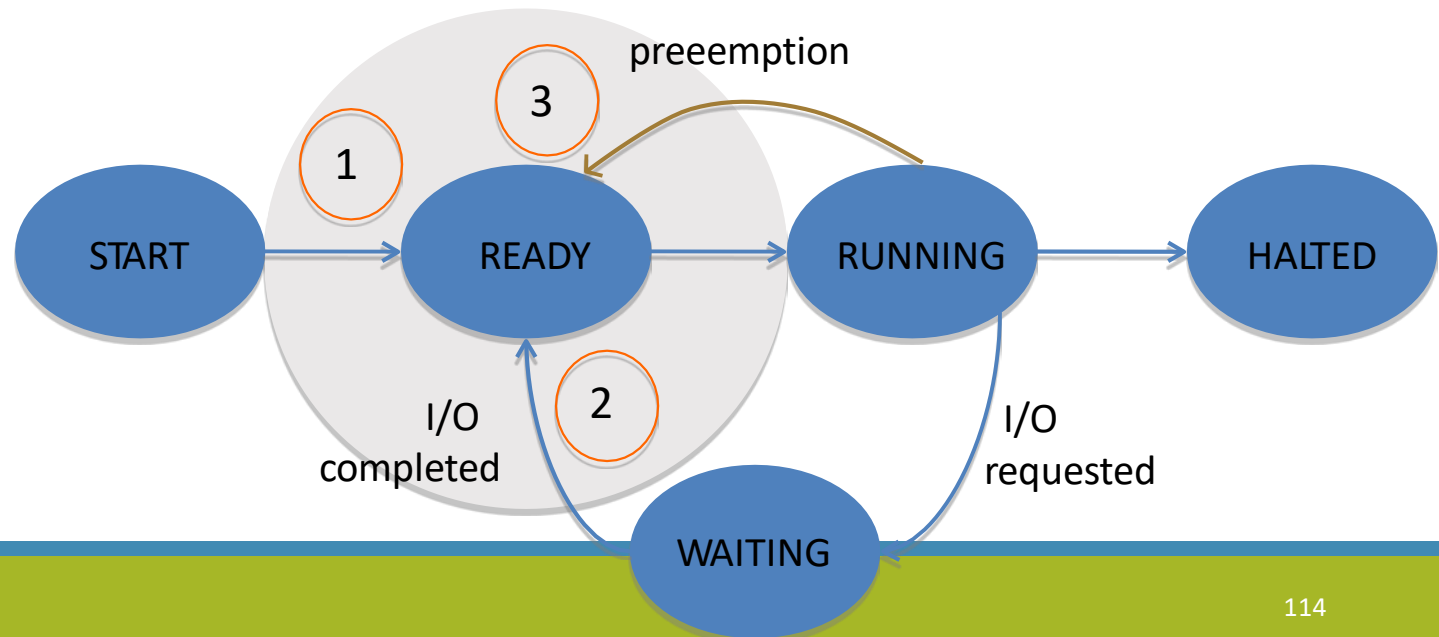 preeemption
3
1
START
READY
RUNNING
HALTED
2
I/O
completed
I/O
requested
WAITING
114